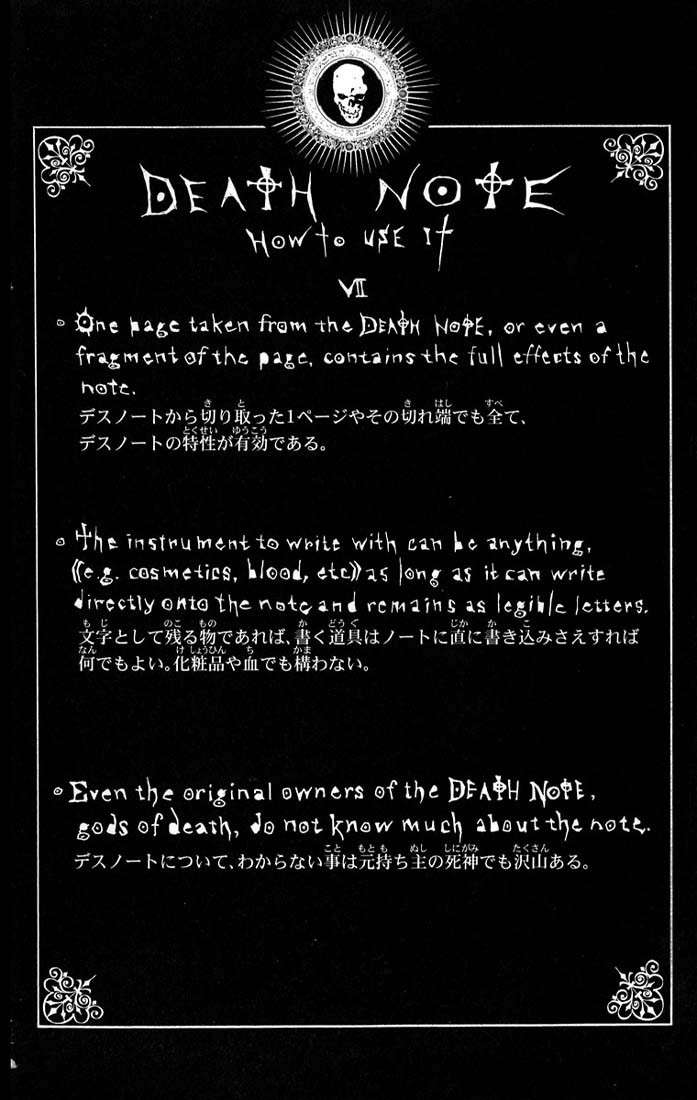 DEATH NOTE
HOW to USE It
VII
○ One page taken from the DEATH NOTE, or even a
fragment of the page, contains the full effects of the
note.
デスノートから切り取った1ページやその切れ端でも全て、
デスノートの特性が有効である。
○ The instrument to write with can be anything,
(e.g. cosmetics, blood, etc) as long as it can write
directly onto the note and remains as legible letters.
文字として残る物であれば、書く道具はノートに直に書き込みさえすれば
何でもよい。化粧品や血でも構わない。
○ Even the original owners of the DEATH NOTE,
gods of death, do not know much about the note.
デスノートについて、わからない事は元持ち主の死神でも沢山ある。